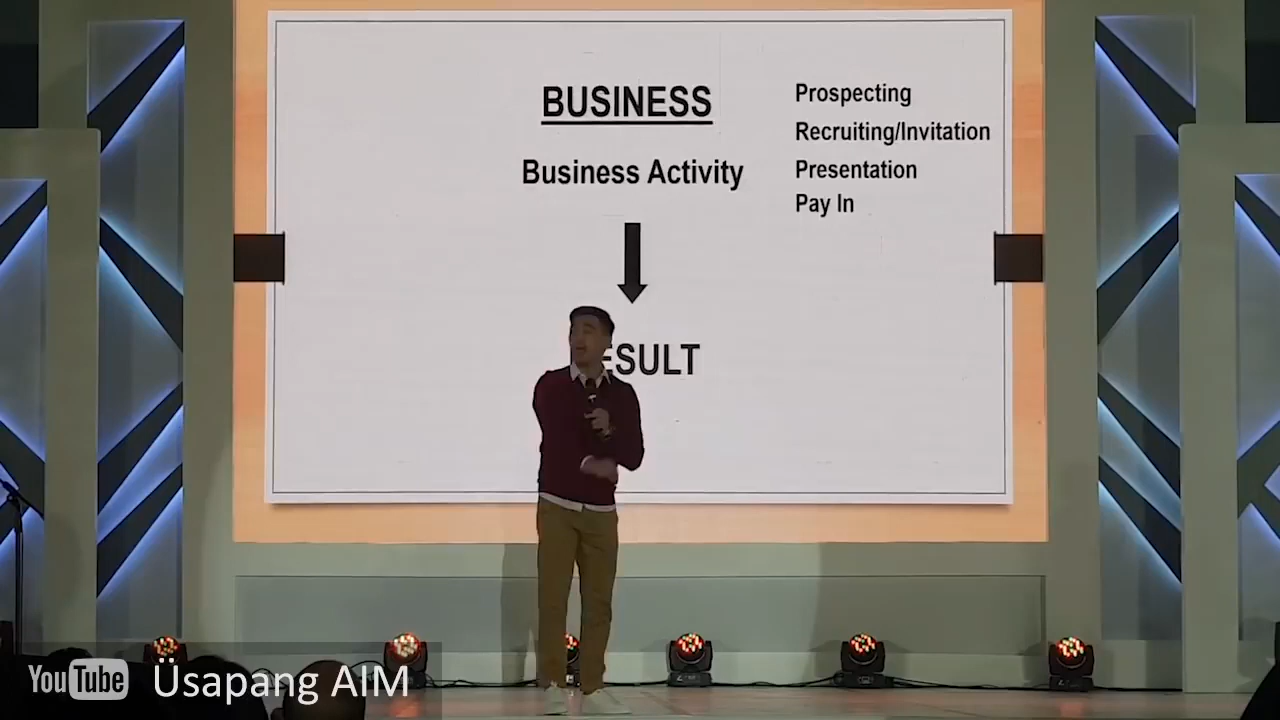 BUSINESS
Business Activity
ESULT
Prospecting
Recruiting/Invitation
Presentation
Pay In
YouTube Üsapang AIM